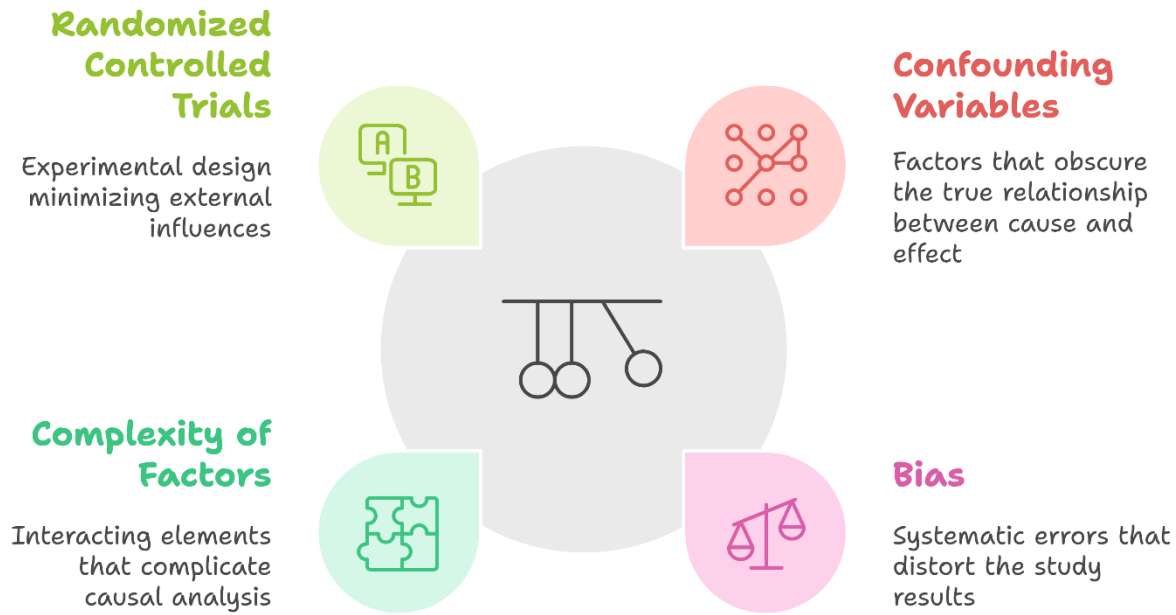 Randomized
Controlled
Trials
Experimental design
minimizing external
influences
A
B
Confounding
Variables
Factors that obscure
the true relationship
between cause and
effect
Complexity of
Factors
Interacting elements
that complicate
causal analysis
Bias
Systematic errors that
distort the study
results